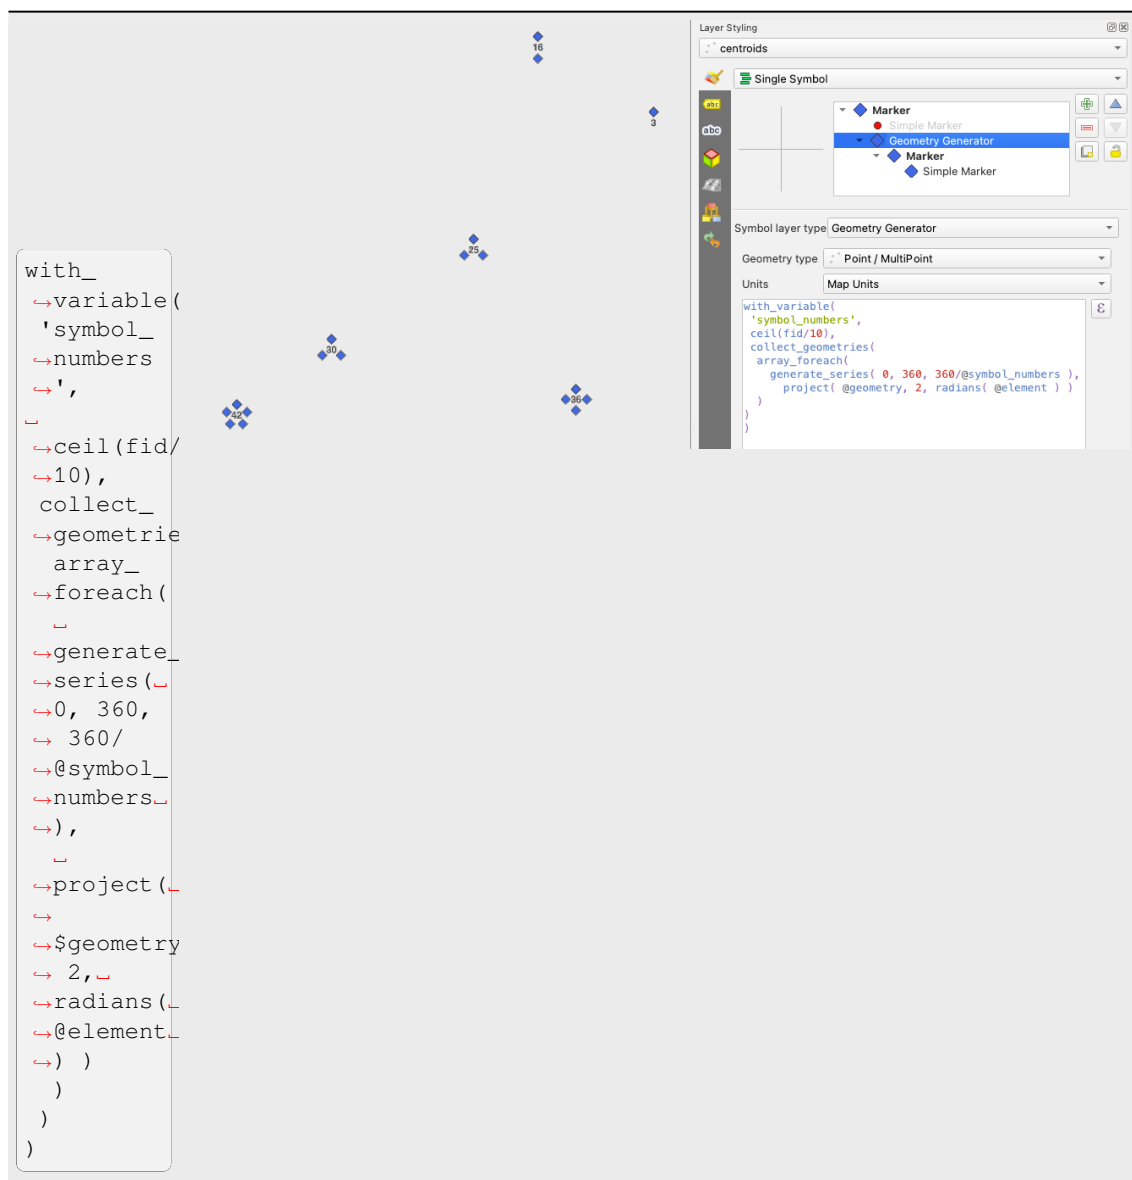 with_
↪variable(
'symbol_
↪numbers
↪',
␣
↪ceil(fid/
↪10),
collect_
↪geometrie
array_
↪foreach(
␣
↪generate_
↪series(␣
↪0, 360,
↪ 360/
↪@symbol_
↪numbers␣
↪),
␣
↪project(␣
↪
↪$geometry
↪ 2,␣
↪radians(␣
↪@element␣
↪) )
)
)
)
16
3
25
30
36
42
Layer Styling
centroids
Single Symbol
abc
abc
Marker
Simple Marker
Geometry Generator
Marker
Simple Marker
Symbol layer type Geometry Generator
Geometry type Point / MultiPoint
Units Map Units
with_variable(
'symbol_numbers',
ceil(fid/10),
collect_geometries(
array_foreach(
generate_series( 0, 360, 360/@symbol_numbers ),
project( @geometry, 2, radians( @element ) )
)
)
)
ε